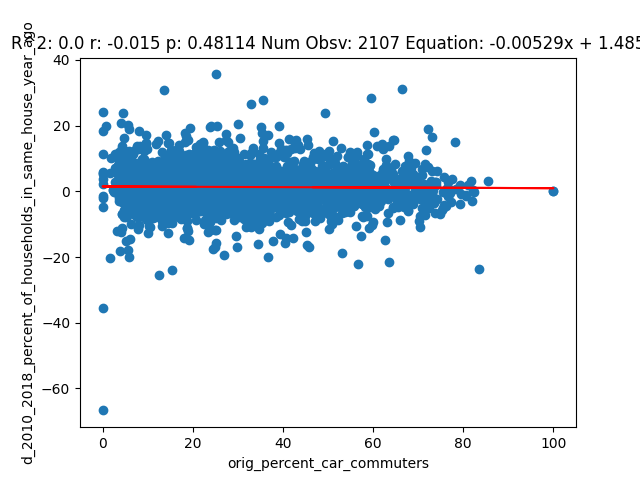 R^2: 0.0 r: -0.015 p: 0.48114 Num Obsv: 2107 Equation: -0.00529x + 1.485
d_2010_2018_percent_of_households_in_same_house_year_ago
40
20
0
−20
−40
−60
0 20 40 60 80 100
orig_percent_car_commuters